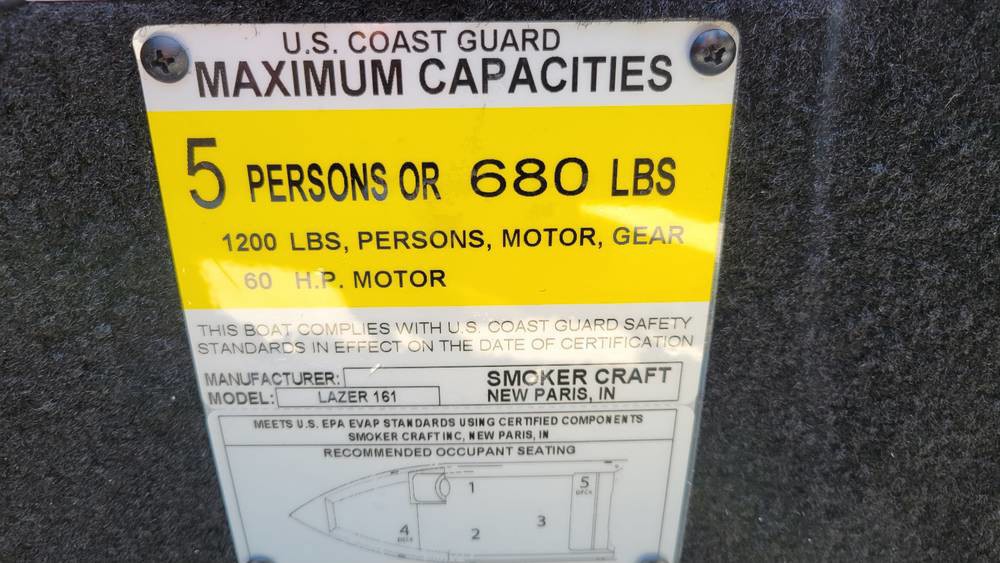 U.S. COAST GUARD
MAXIMUM CAPACITIES
5 PERSONS OR 680 LBS
1200 LBS, PERSONS, MOTOR, GEAR
60 H.P. MOTOR
THIS BOAT COMPLIES WITH U.S. COAST GUARD SAFETY
STANDARDS IN EFFECT ON THE DATE OF CERTIFICATION
MANUFACTURER: SMOKER CRAFT
MODEL: LAZER 161 NEW PARIS, IN
MEETS U.S. EPA EVAP STANDARDS USING CERTIFIED COMPONENTS
SMOKER CRAFT INC, NEW PARIS, IN
RECOMMENDED OCCUPANT SEATING
1
5
DECK
3
4
DECK
2